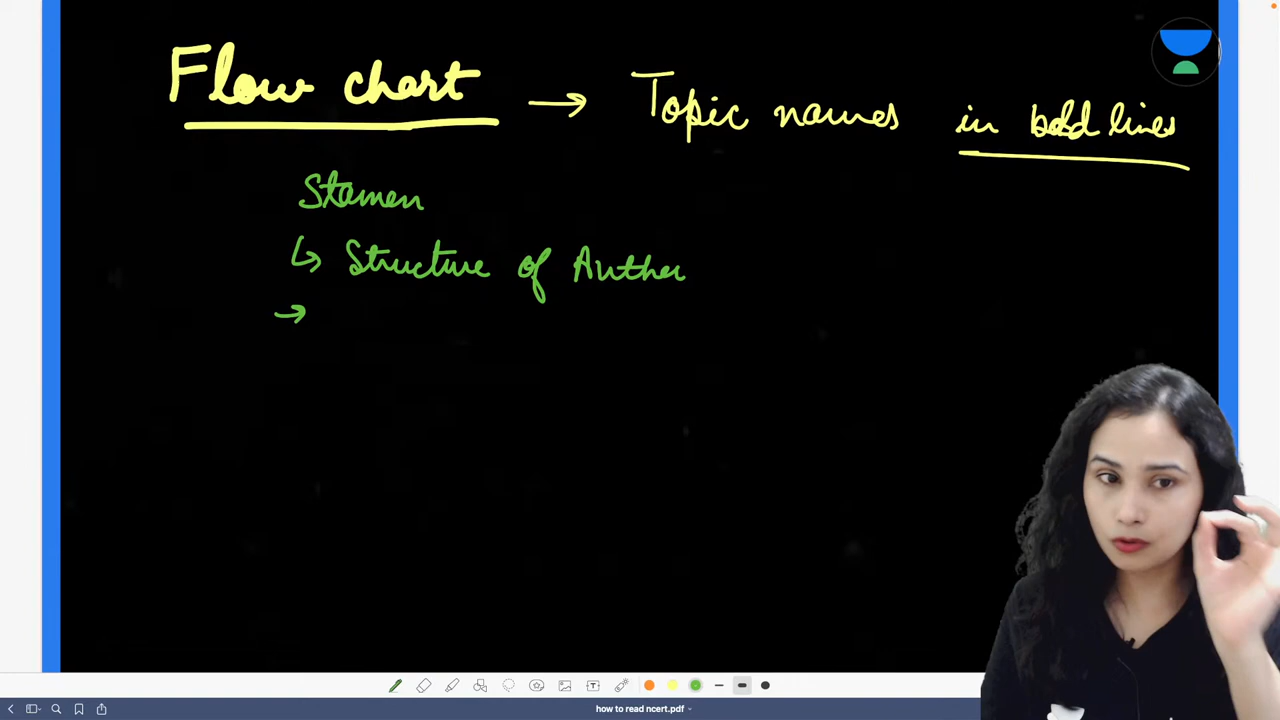 Flow chart → Topic names in bold lines
Stamen
↳ Structure of Anther
→
how to read ncert.pdf